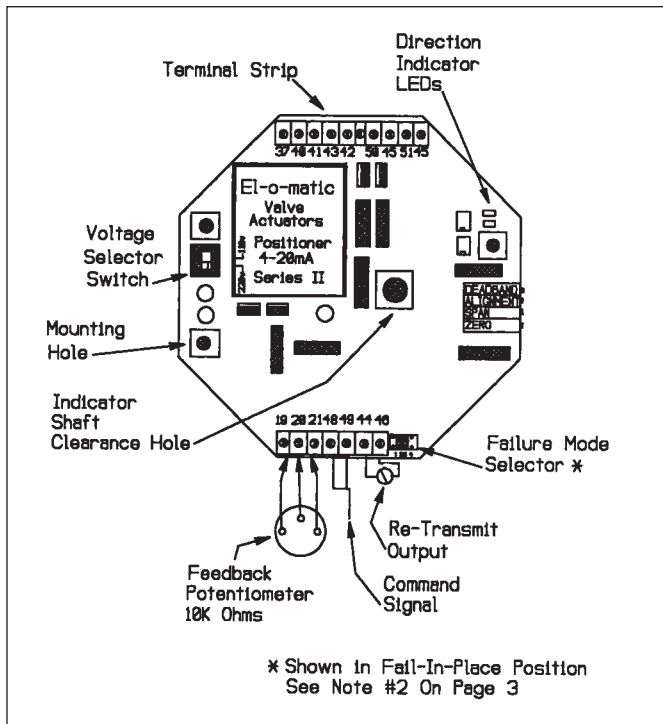 Direction
Indicator
LEDs
Terminal Strip
37 40 41 43 42 50 45 51 45
El-o-matic
Valve
Actuators
Positioner
4-20mA
Series II
110v
220v
Voltage
Selector
Switch
DEADBAND
ALIGNMENT
SPAN
ZERO
Mounting
Hole
Indicator
Shaft
Clearance Hole
19 20 21 48 49 44 46
Failure Mode
Selector *
Re-Transmit
Output
Feedback
Potentiometer
10K Ohms
Command
Signal
* Shown in Fail-In-Place Position
See Note #2 On Page 3